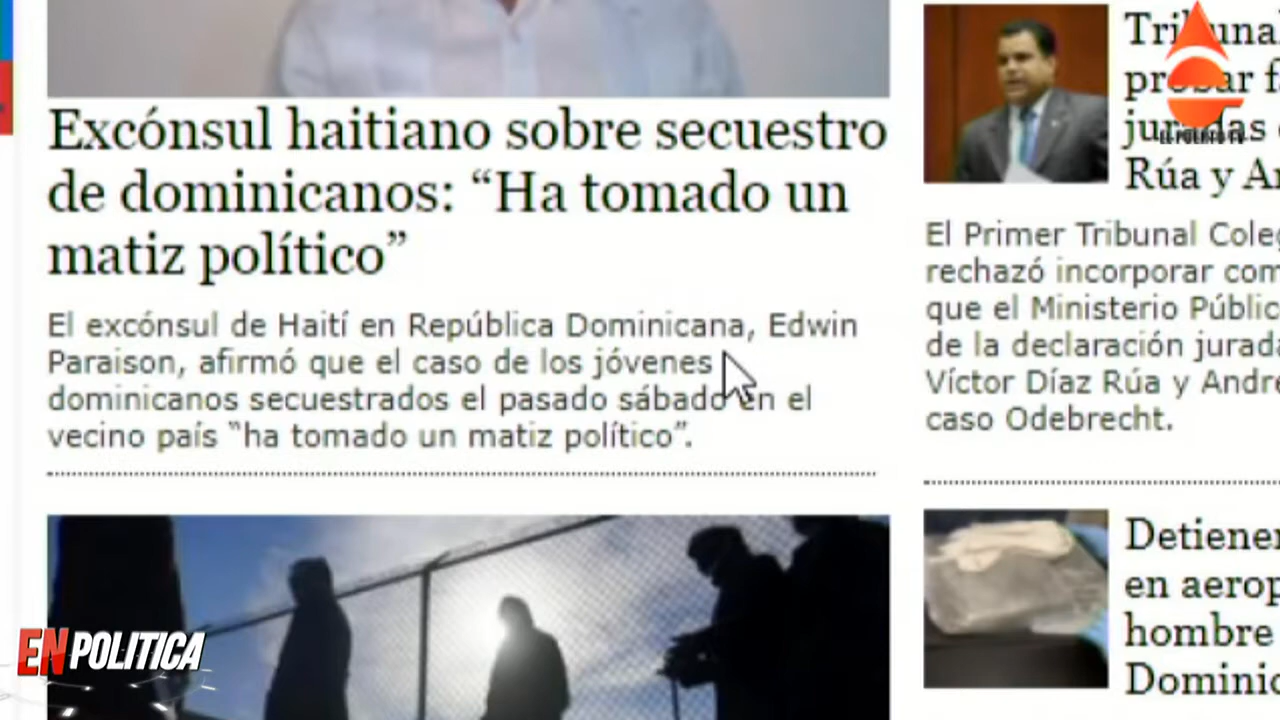 Excónsul haitiano sobre secuestro
de dominicanos: “Ha tomado un
matiz político”
El excónsul de Haití en República Dominicana, Edwin
Paraison, afirmó que el caso de los jóvenes
dominicanos secuestrados el pasado sábado en el
vecino país “ha tomado un matiz político”.
Rúa y
El Primer Tribunal
rechazó incorporar
que el Ministerio
de la declaración
Víctor Díaz Rúa y
caso Odebrecht.
en
hombre
EN POLITICA